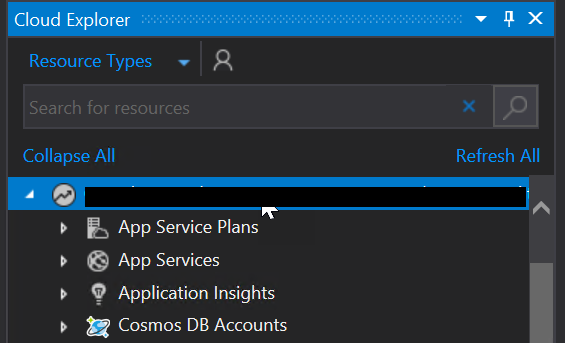 Cloud Explorer
Resource Types
Search for resources
Collapse All
Refresh All
App Service Plans
App Services
Application Insights
Cosmos DB Accounts